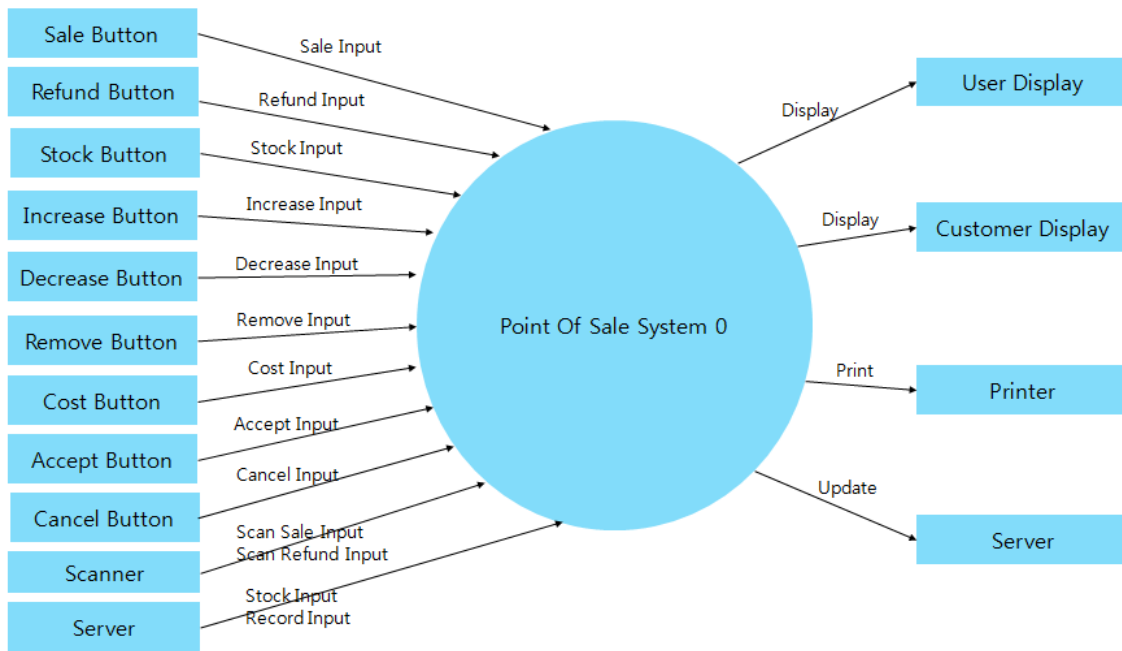 Sale Button
Sale Input
Refund Button
Refund Input
Stock Button
Stock Input
Increase Button
Increase Input
Decrease Button
Decrease Input
Remove Button
Remove Input
Cost Button
Cost Input
Accept Button
Accept Input
Cancel Button
Cancel Input
Scanner
Scan Sale Input
Scan Refund Input
Server
Stock Input
Record Input
Point Of Sale System 0
Display
User Display
Display
Customer Display
Print
Printer
Update
Server